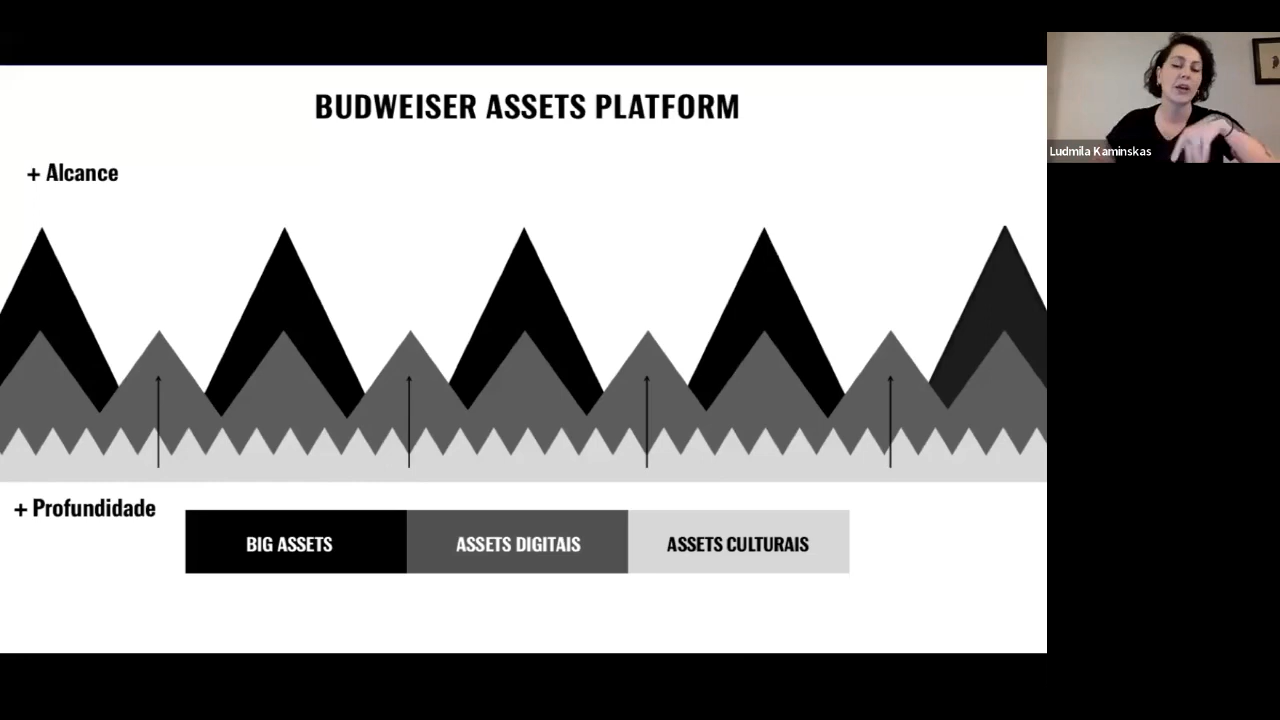 BUDWEISER ASSETS PLATFORM
+ Alcance
Ludmila Kaminskas
+ Profundidade
BIG ASSETS
ASSETS DIGITAIS
ASSETS CULTURAIS